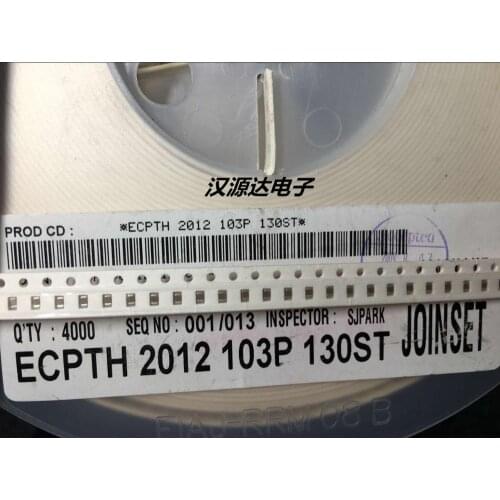 汉源达电子
PROD CD : *ECPTH 2012 103P 130ST*
Q'TY : 4000 SEQ NO : 001/013 INSPECTOR : SJPARK
ECPTH 2012 103P 130ST JOINSET